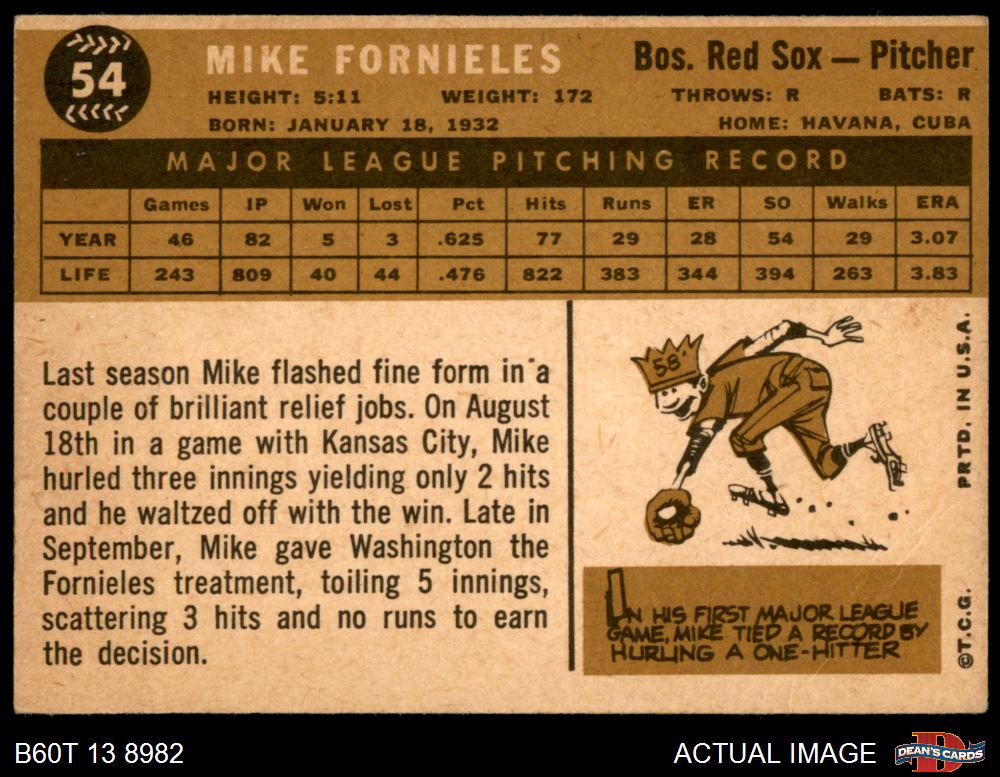 54
MIKE FORNIELES
Bos. Red Sox — Pitcher
HEIGHT: 5:11 WEIGHT: 172 THROWS: R BATS: R
BORN: JANUARY 18, 1932 HOME: HAVANA, CUBA
MAJOR LEAGUE PITCHING RECORD
Games IP Won Lost Pct Hits Runs ER SO Walks ERA
YEAR 46 82 5 3 .625 77 29 28 54 29 3.07
LIFE 243 809 40 44 .476 822 383 344 394 263 3.83
Last season Mike flashed fine form in a
couple of brilliant relief jobs. On August
18th in a game with Kansas City, Mike
hurled three innings yielding only 2 hits
and he waltzed off with the win. Late in
September, Mike gave Washington the
Fornieles treatment, toiling 5 innings,
scattering 3 hits and no runs to earn
the decision.
58
IN HIS FIRST MAJOR LEAGUE
GAME, MIKE TIED A RECORD BY
HURLING A ONE-HITTER
©T.C.G. PRTD. IN U.S.A.
B60T 13 8982
ACTUAL IMAGE
D
DEAN'S CARDS